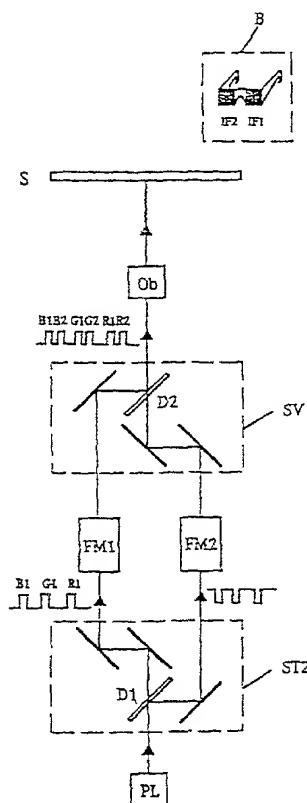 B
IF2 IF1
S
Ob
B1B2 G1G2 R1R2
D2
SV
FM1 FM2
B1 G1 R1
D1
ST2
PL